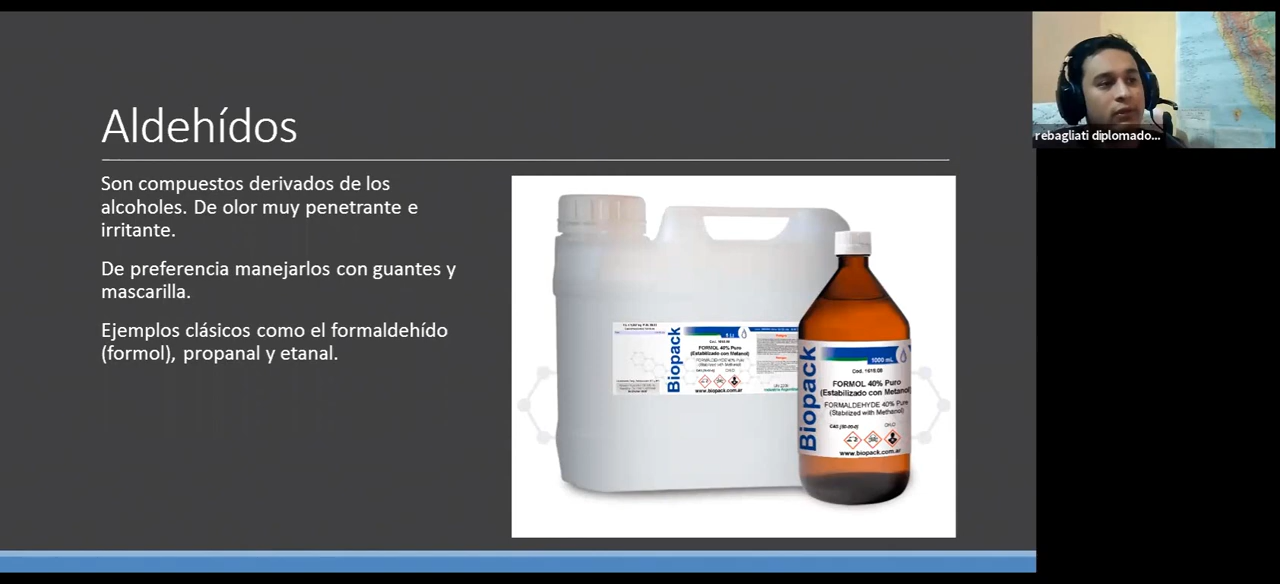 Aldehídos
Son compuestos derivados de los
alcoholes. De olor muy penetrante e
irritante.
De preferencia manejarlos con guantes y
mascarilla.
Ejemplos clásicos como el formaldehído
(formol), propanal y etanal.
rebagliati diplomado...
Biopack
FORMOL 40% Puro
(Estabilizado con Metanol)
www.biopack.com.ar
Biopack
1000 mL
FORMOL 40% Puro
(Estabilizado con Metanol)
FORMALDEHYDE 40% Pure
(Stabilized with Methanol)
www.biopack.com.ar